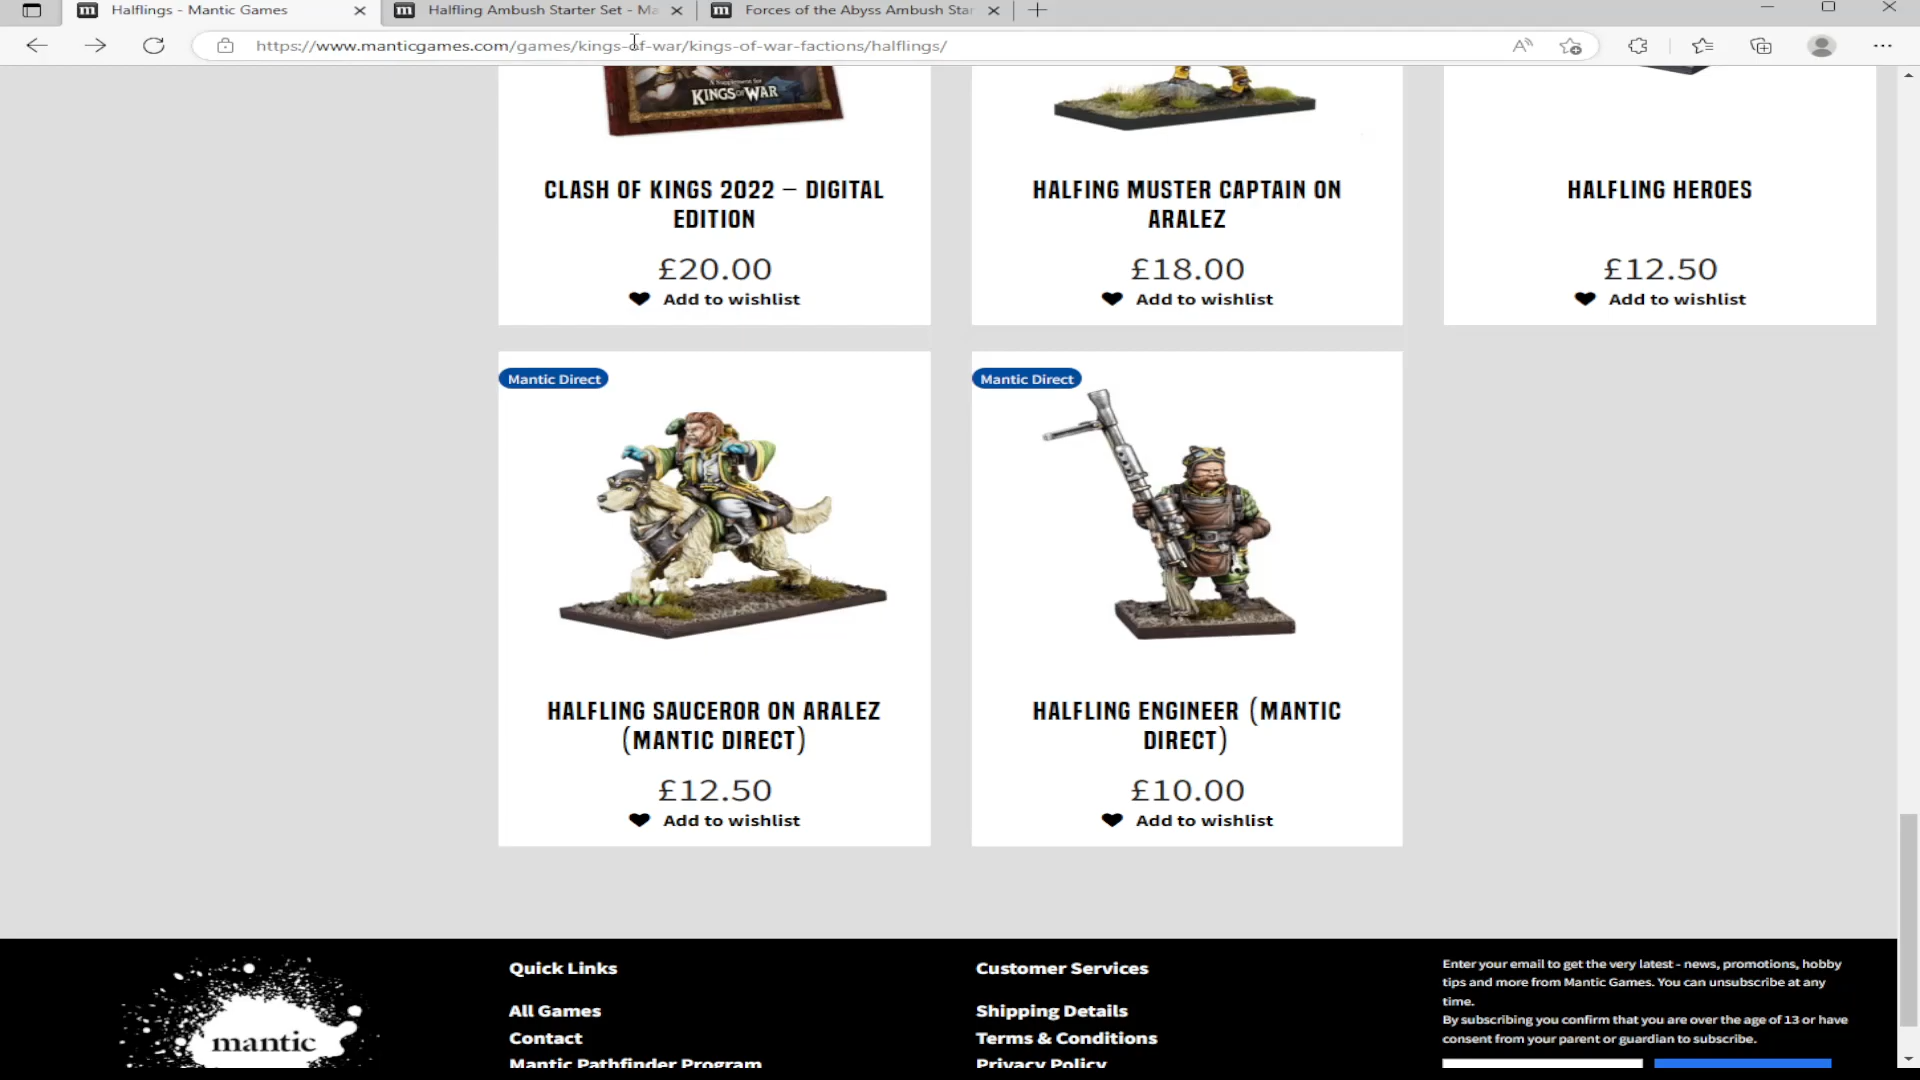 Halflings - Mantic Games
Halfling Ambush Starter Set - Ma
Forces of the Abyss Ambush Star
https://www.manticgames.com/games/kings-of-war/kings-of-war-factions/halflings/
A Supplement for
KINGS OF WAR
CLASH OF KINGS 2022 – DIGITAL
EDITION
£20.00
Add to wishlist
HALFING MUSTER CAPTAIN ON
ARALEZ
£18.00
Add to wishlist
HALFLING HEROES
£12.50
Add to wishlist
Mantic Direct
HALFLING SAUCEROR ON ARALEZ
(MANTIC DIRECT)
£12.50
Add to wishlist
Mantic Direct
HALFLING ENGINEER (MANTIC
DIRECT)
£10.00
Add to wishlist
mantic
Quick Links
All Games
Contact
Mantic Pathfinder Program
Customer Services
Shipping Details
Terms & Conditions
Privacy Policy
Enter your email to get the very latest - news, promotions, hobby
tips and more from Mantic Games. You can unsubscribe at any
time.
By subscribing you confirm that you are over the age of 13 or have
consent from your parent or guardian to subscribe.